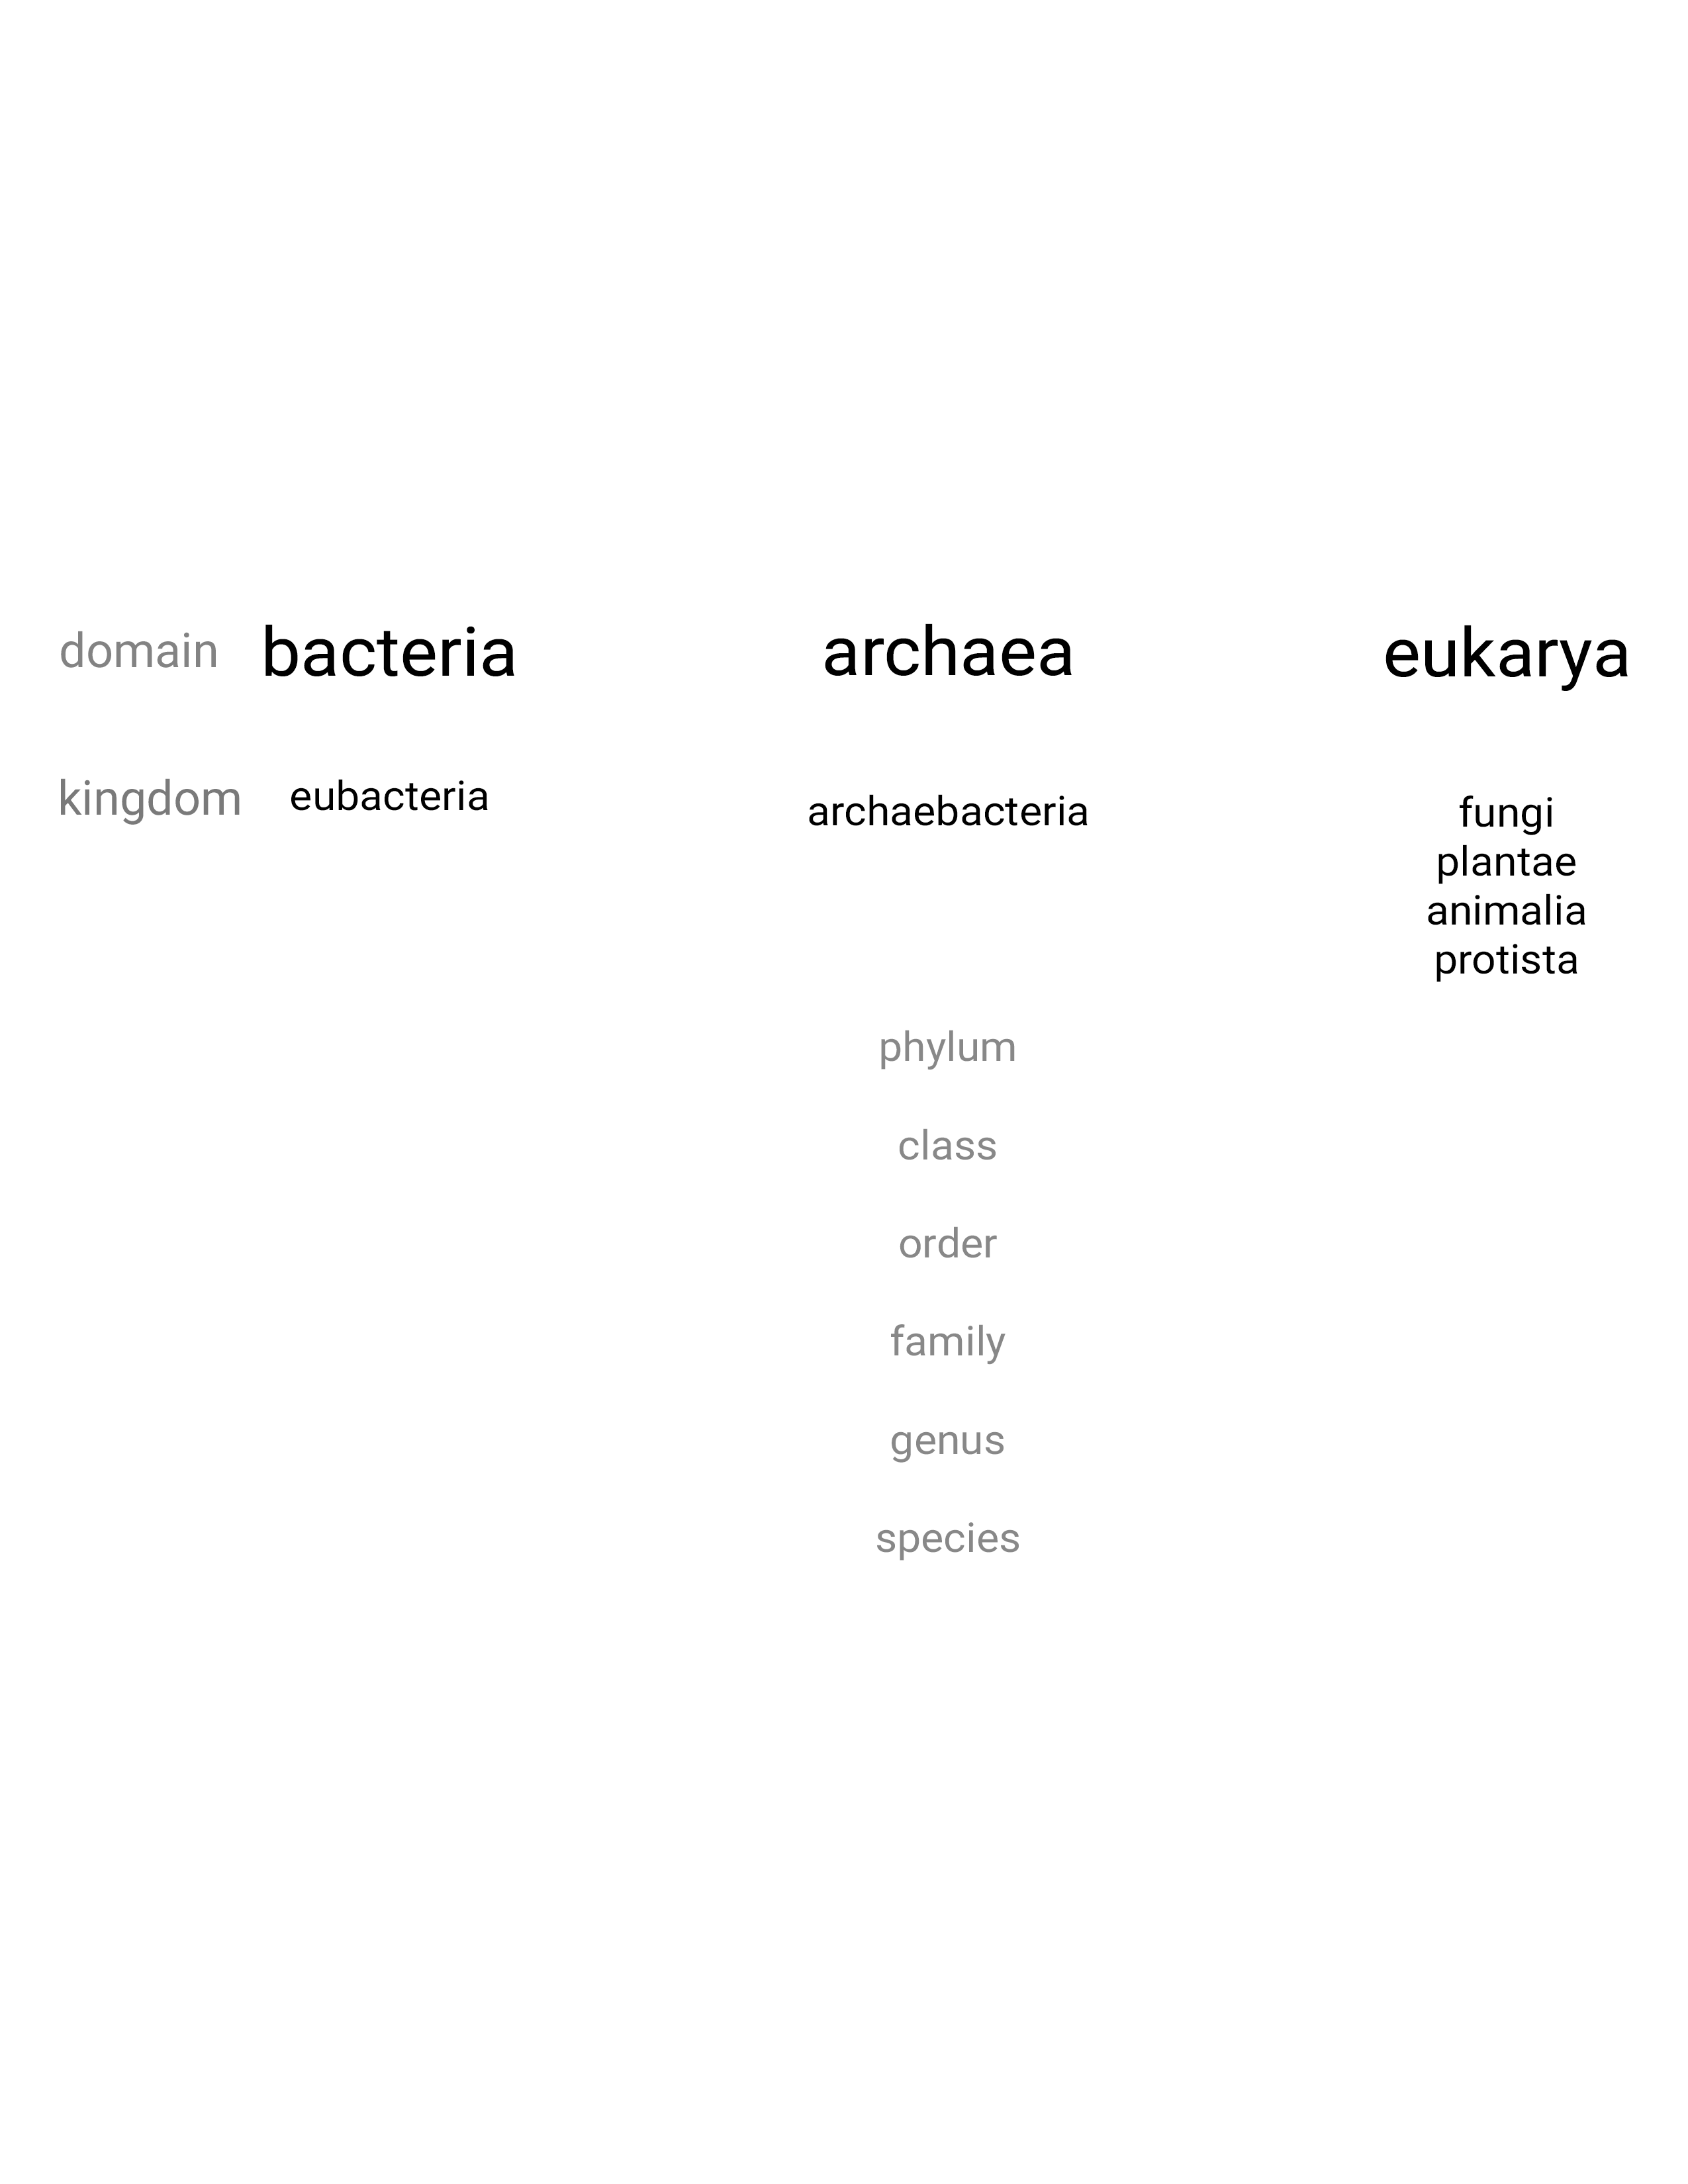 domain bacteria archaea eukarya
kingdom eubacteria archaebacteria fungi
plantae
animalia
protista
phylum
class
order
family
genus
species